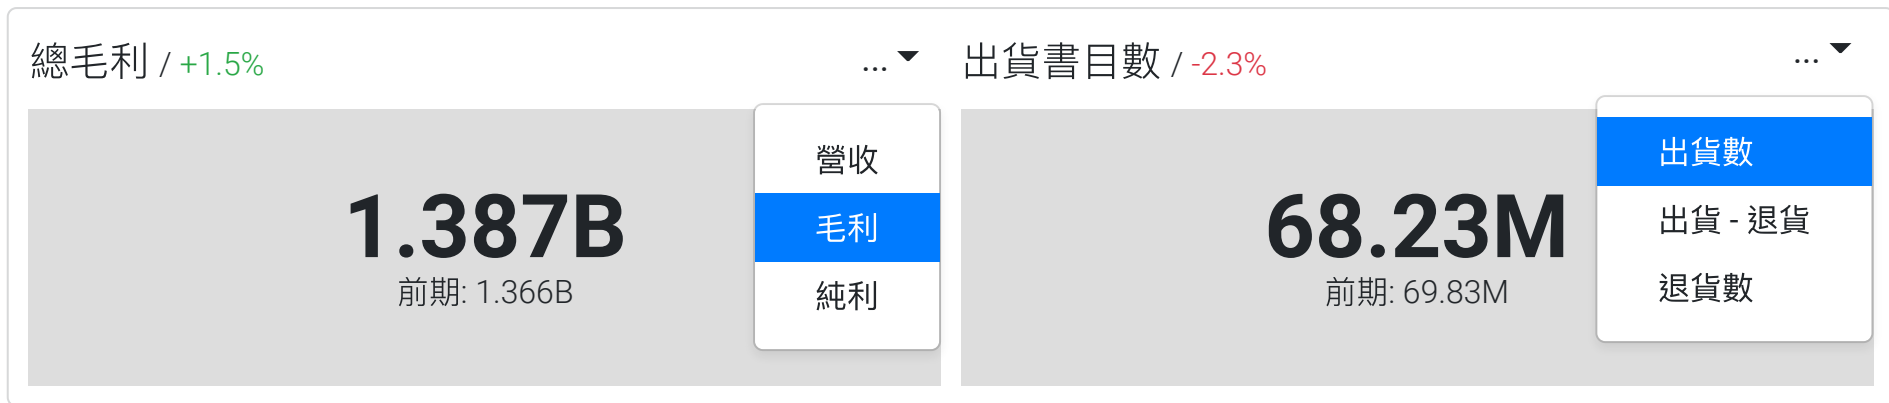 總毛利 / +1.5%
...
營收
毛利
純利
1.387B
前期: 1.366B
出貨書目數 / -2.3%
...
出貨數
出貨 - 退貨
退貨數
68.23M
前期: 69.83M